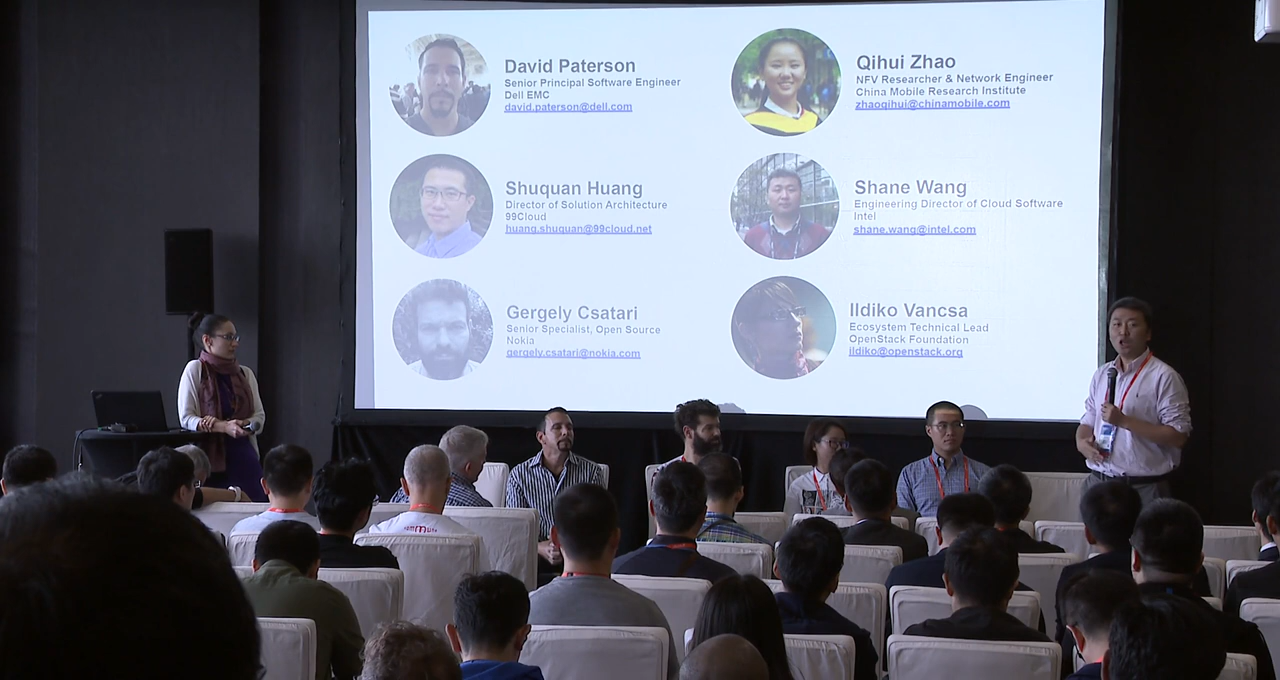 David Paterson
Senior Principal Software Engineer
Dell EMC
david.paterson@dell.com
Qihui Zhao
NFV Researcher & Network Engineer
China Mobile Research Institute
zhaoqihui@chinamobile.com
Shuquan Huang
Director of Solution Architecture
99Cloud
huang.shuquan@99cloud.net
Shane Wang
Engineering Director of Cloud Software
Intel
shane.wang@intel.com
Gergely Csatari
Senior Specialist, Open Source
Nokia
gergely.csatari@nokia.com
Ildiko Vancsa
Ecosystem Technical Lead
OpenStack Foundation
ildiko@openstack.org